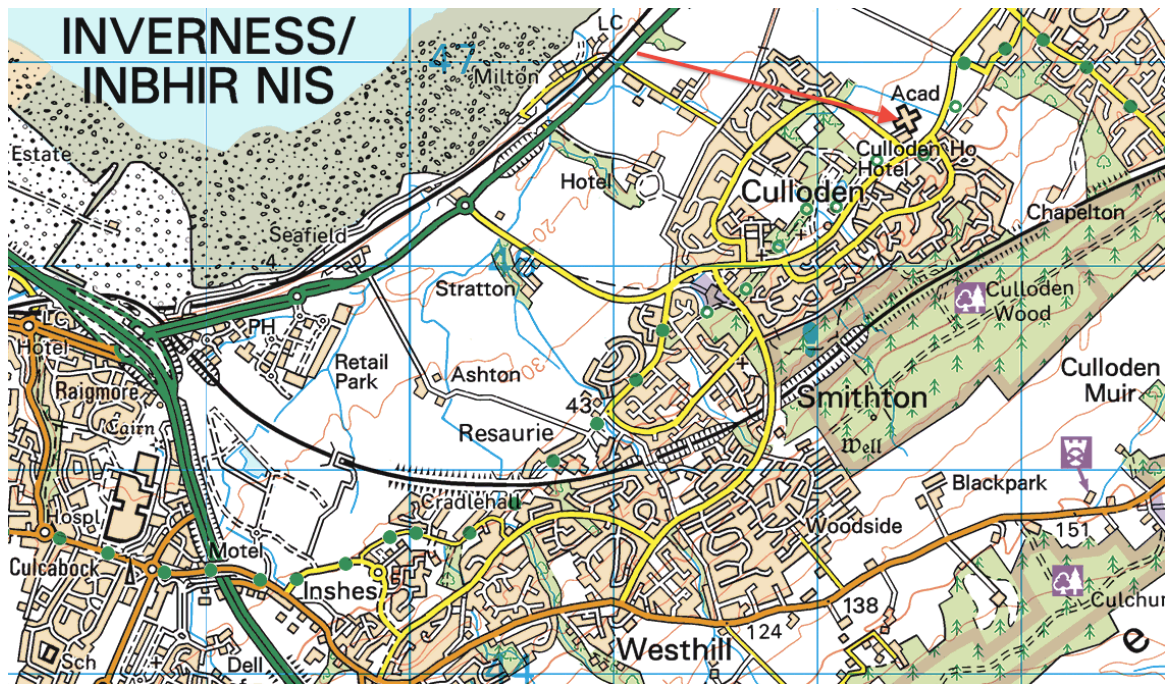 INVERNESS/
INBHIR NIS
47
LC
Milton
Acad
Estate
Hotel
Culloden Ho
Hotel
Culloden
Seafield
4
20
Chapelton
Stratton
Culloden
Wood
LC
Hotel
PH
Retail
Park
30
Ashton
Culloden
Muir
Raigmore
Cairn
43
Smithton
Resaurie
Well
Cradlehall
Blackpark
Hospl
Woodside
151
Motel
Culcabock
Inshes
138
Culchun
124
Westhill
e
Sch
Dell